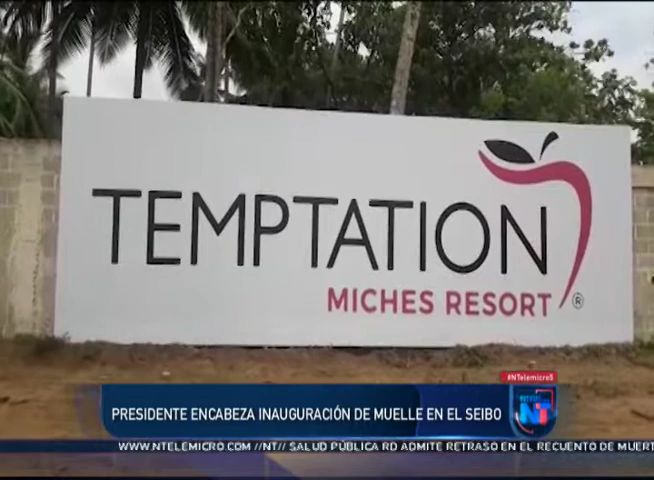 TEMPTATION
MICHES RESORT
®
#NTelemicro5
NT
PRESIDENTE ENCABEZA INAUGURACIÓN DE MUELLE EN EL SEIBO
WWW.NTELEMICRO.COM //NT// SALUD PÚBLICA RD ADMITE RETRASO EN EL RECUENTO DE MUERT